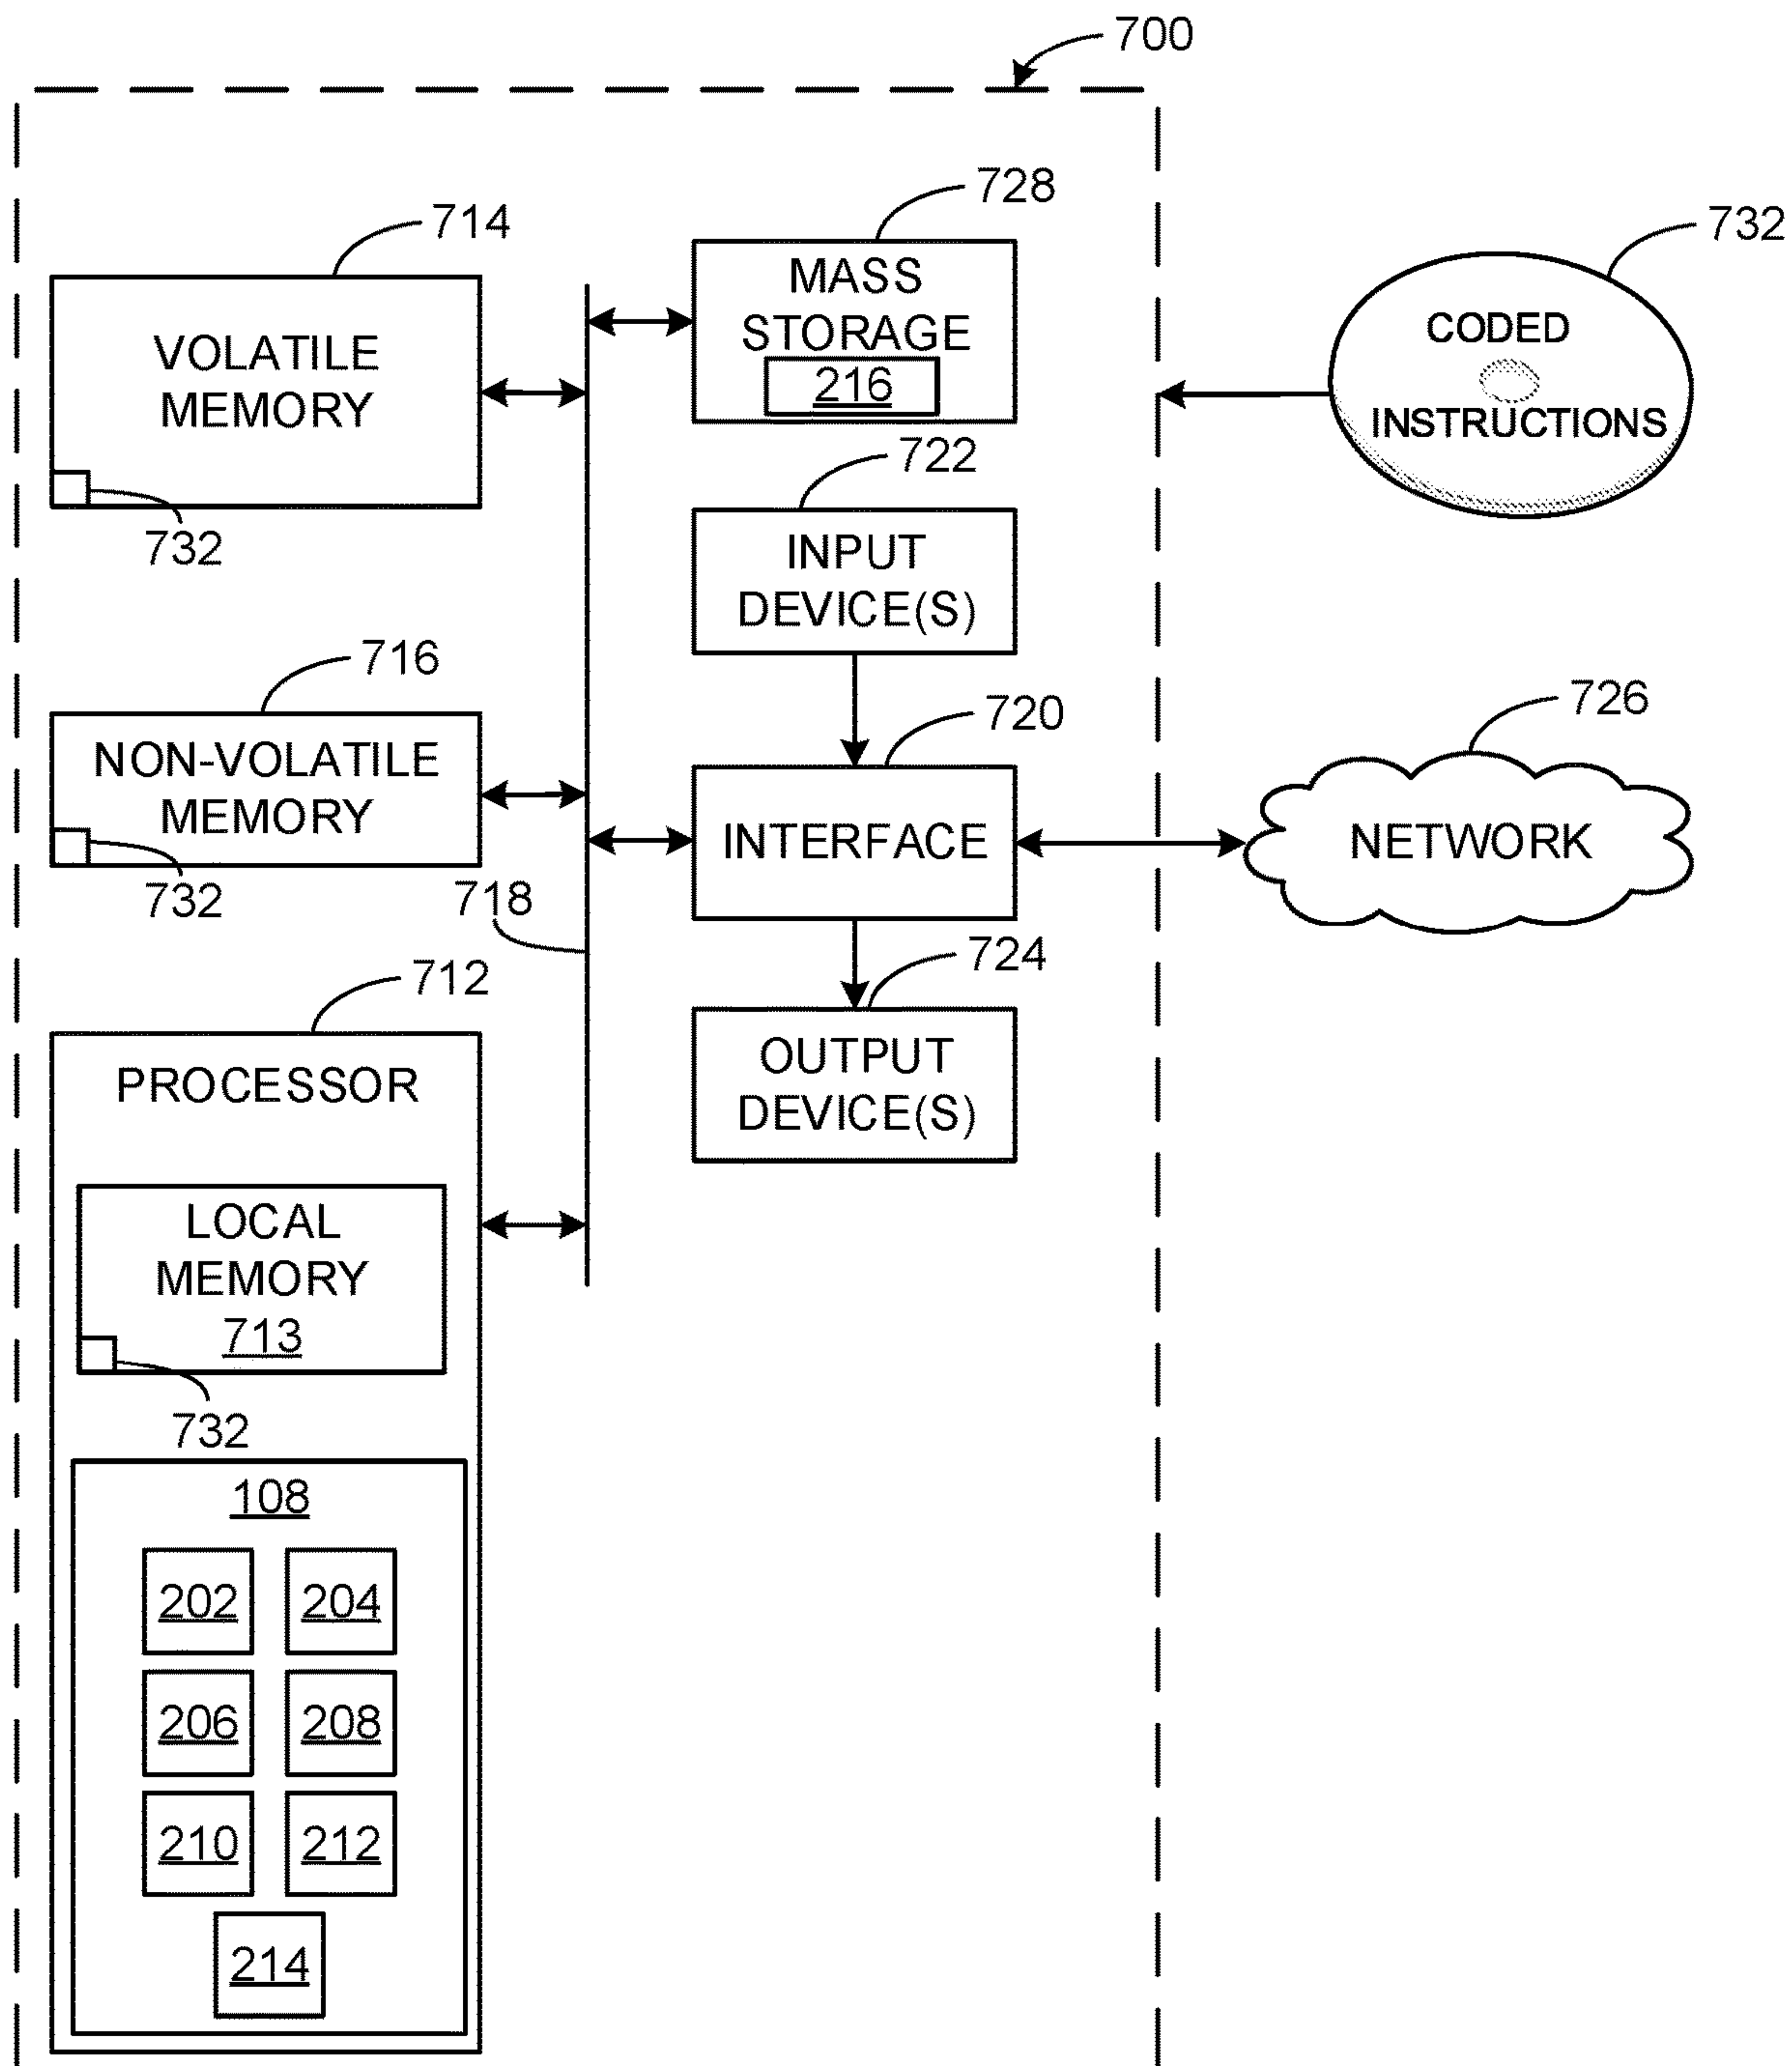 700
728
714
732
MASS
STORAGE
216
VOLATILE
MEMORY
732
CODED
INSTRUCTIONS
722
INPUT
DEVICE(S)
716
720
726
NON-VOLATILE
MEMORY
732
INTERFACE
NETWORK
718
724
712
OUTPUT
DEVICE(S)
PROCESSOR
LOCAL
MEMORY
713
732
108
202 204
206 208
210 212
214